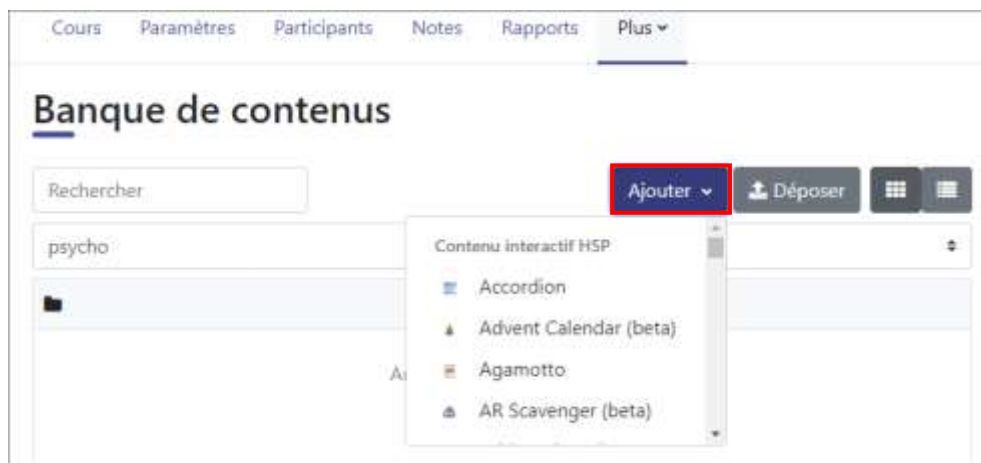 Cours Paramètres Participants Notes Rapports Plus
Banque de contenus
Rechercher
Ajouter
Déposer
psycho
Contenu interactif H5P
Accordion
Advent Calendar (beta)
Agamotto
AR Scavenger (beta)